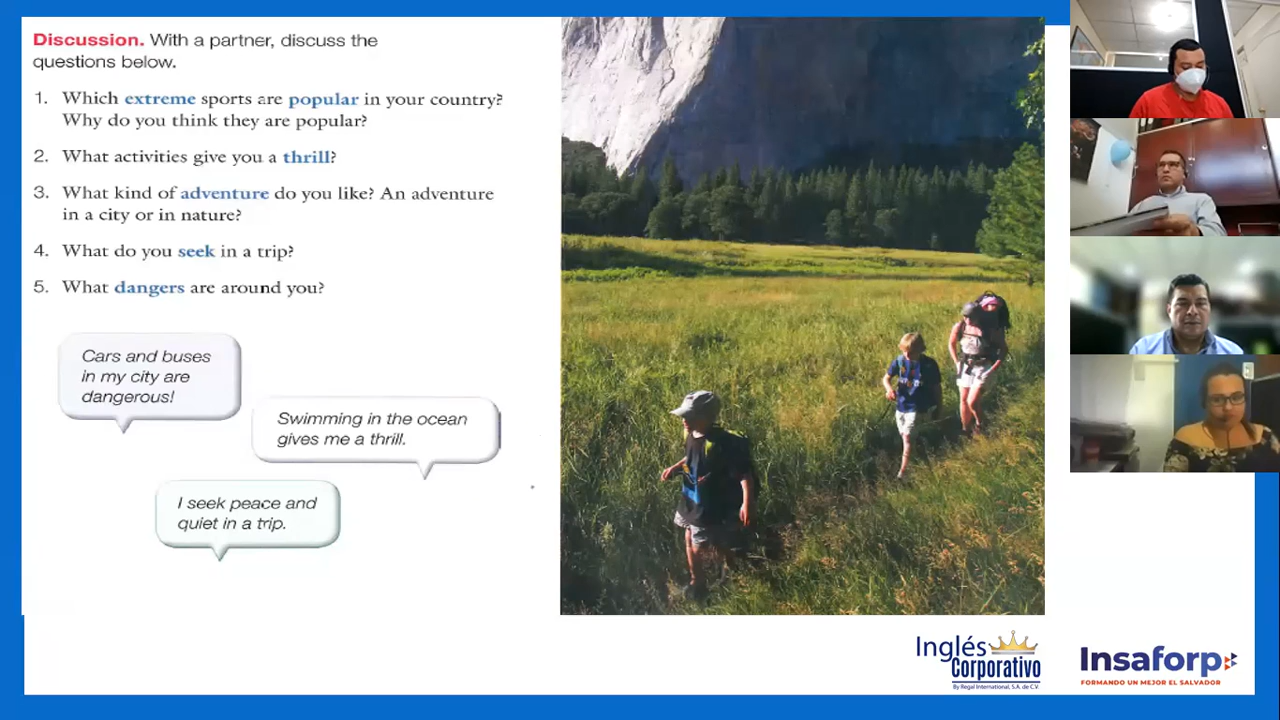 Discussion. With a partner, discuss the
questions below.
1. Which extreme sports are popular in your country?
Why do you think they are popular?
2. What activities give you a thrill?
3. What kind of adventure do you like? An adventure
in a city or in nature?
4. What do you seek in a trip?
5. What dangers are around you?
Cars and buses
in my city are
dangerous!
Swimming in the ocean
gives me a thrill.
I seek peace and
quiet in a trip.
Inglés
Corporativo
By Regal International, S.A. de C.V.
Insaforp
FORMANDO UN MEJOR EL SALVADOR